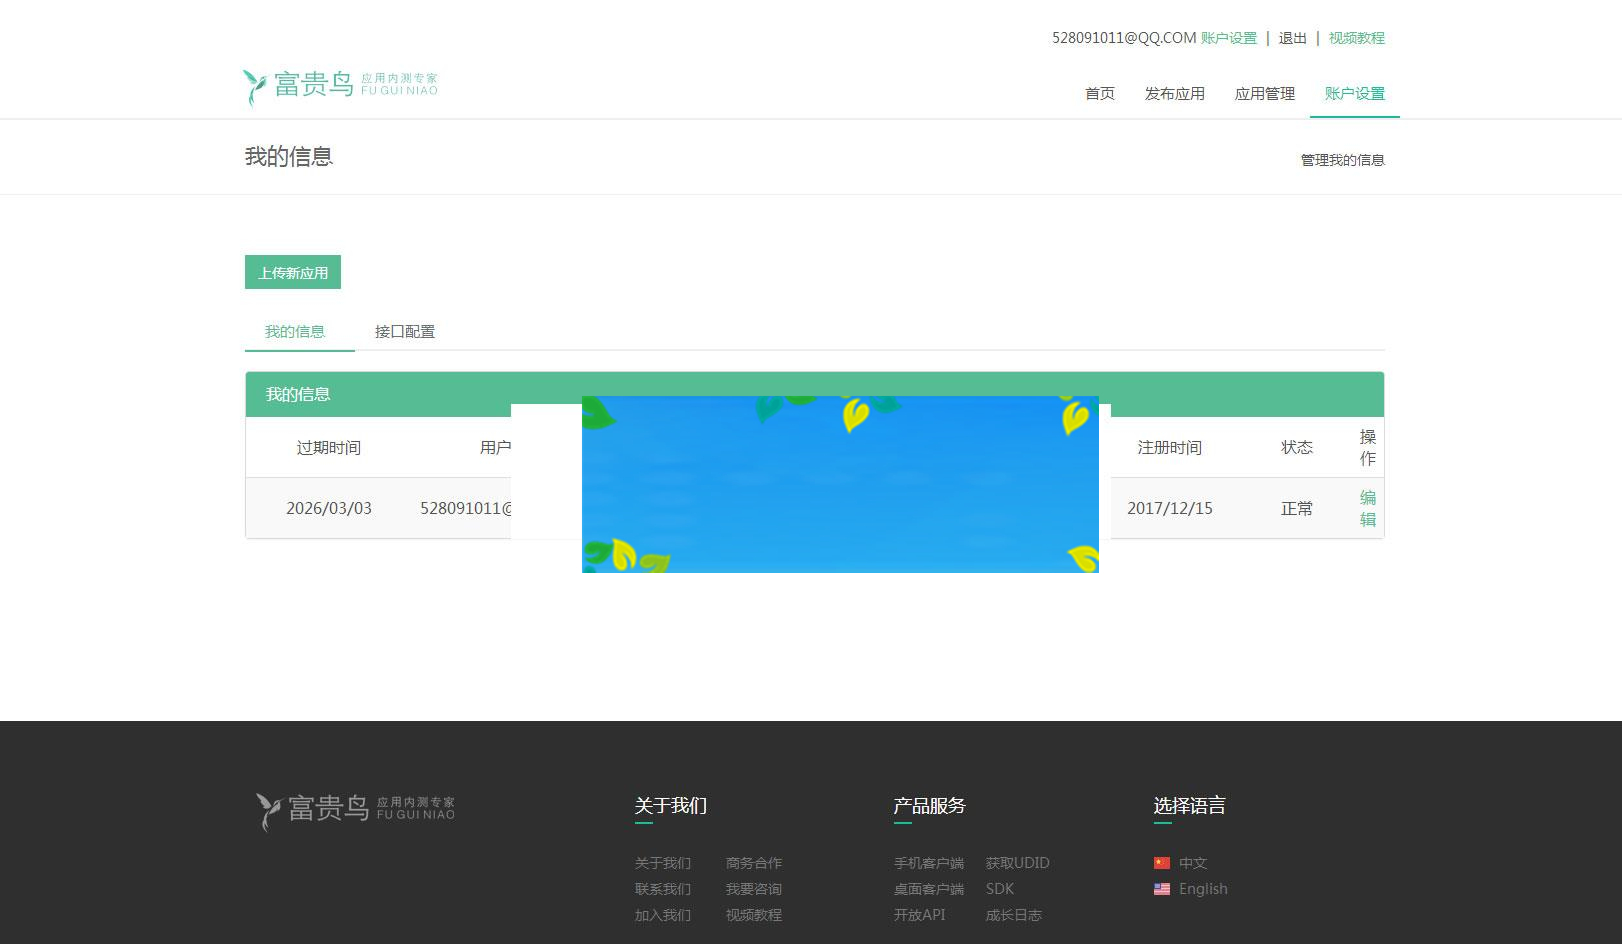 528091011@QQ.COM 账户设置 | 退出 | 视频教程
富贵鸟 应用内测专家
FU GUI NIAO
首页 发布应用 应用管理 账户设置
我的信息
管理我的信息
上传新应用
我的信息 接口配置
我的信息
过期时间 用户 注册时间 状态 操作
2026/03/03 528091011@ 2017/12/15 正常 编辑
富贵鸟 应用内测专家
FU GUI NIAO
关于我们 产品服务 选择语言
关于我们 商务合作 手机客户端 获取UDID 中文
联系我们 我要咨询 桌面客户端 SDK English
加入我们 视频教程 开放API 成长日志